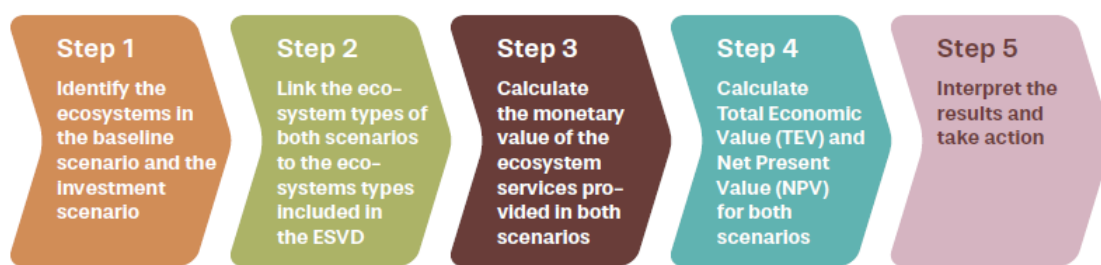 Step 1
Identify the
ecosystems in
the baseline
scenario and the
investment
scenario
Step 2
Link the eco-
system types of
both scenarios
to the eco-
systems types
included in
the ESVD
Step 3
Calculate
the monetary
value of the
ecosystem
services pro-
vided in both
scenarios
Step 4
Calculate
Total Economic
Value (TEV) and
Net Present
Value (NPV)
for both
scenarios
Step 5
Interpret the
results and
take action